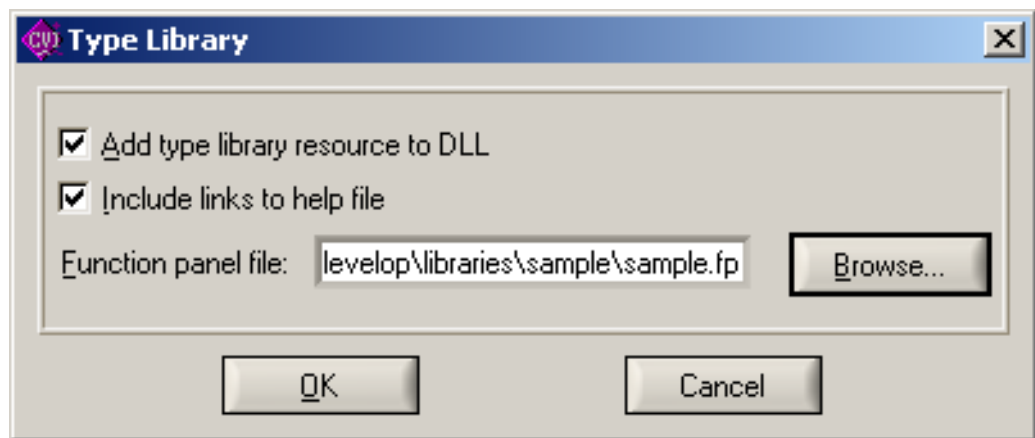 CVI Type Library
Add type library resource to DLL
Include links to help file
Function panel file: levelop\libraries\sample\sample.fp Browse...
OK Cancel